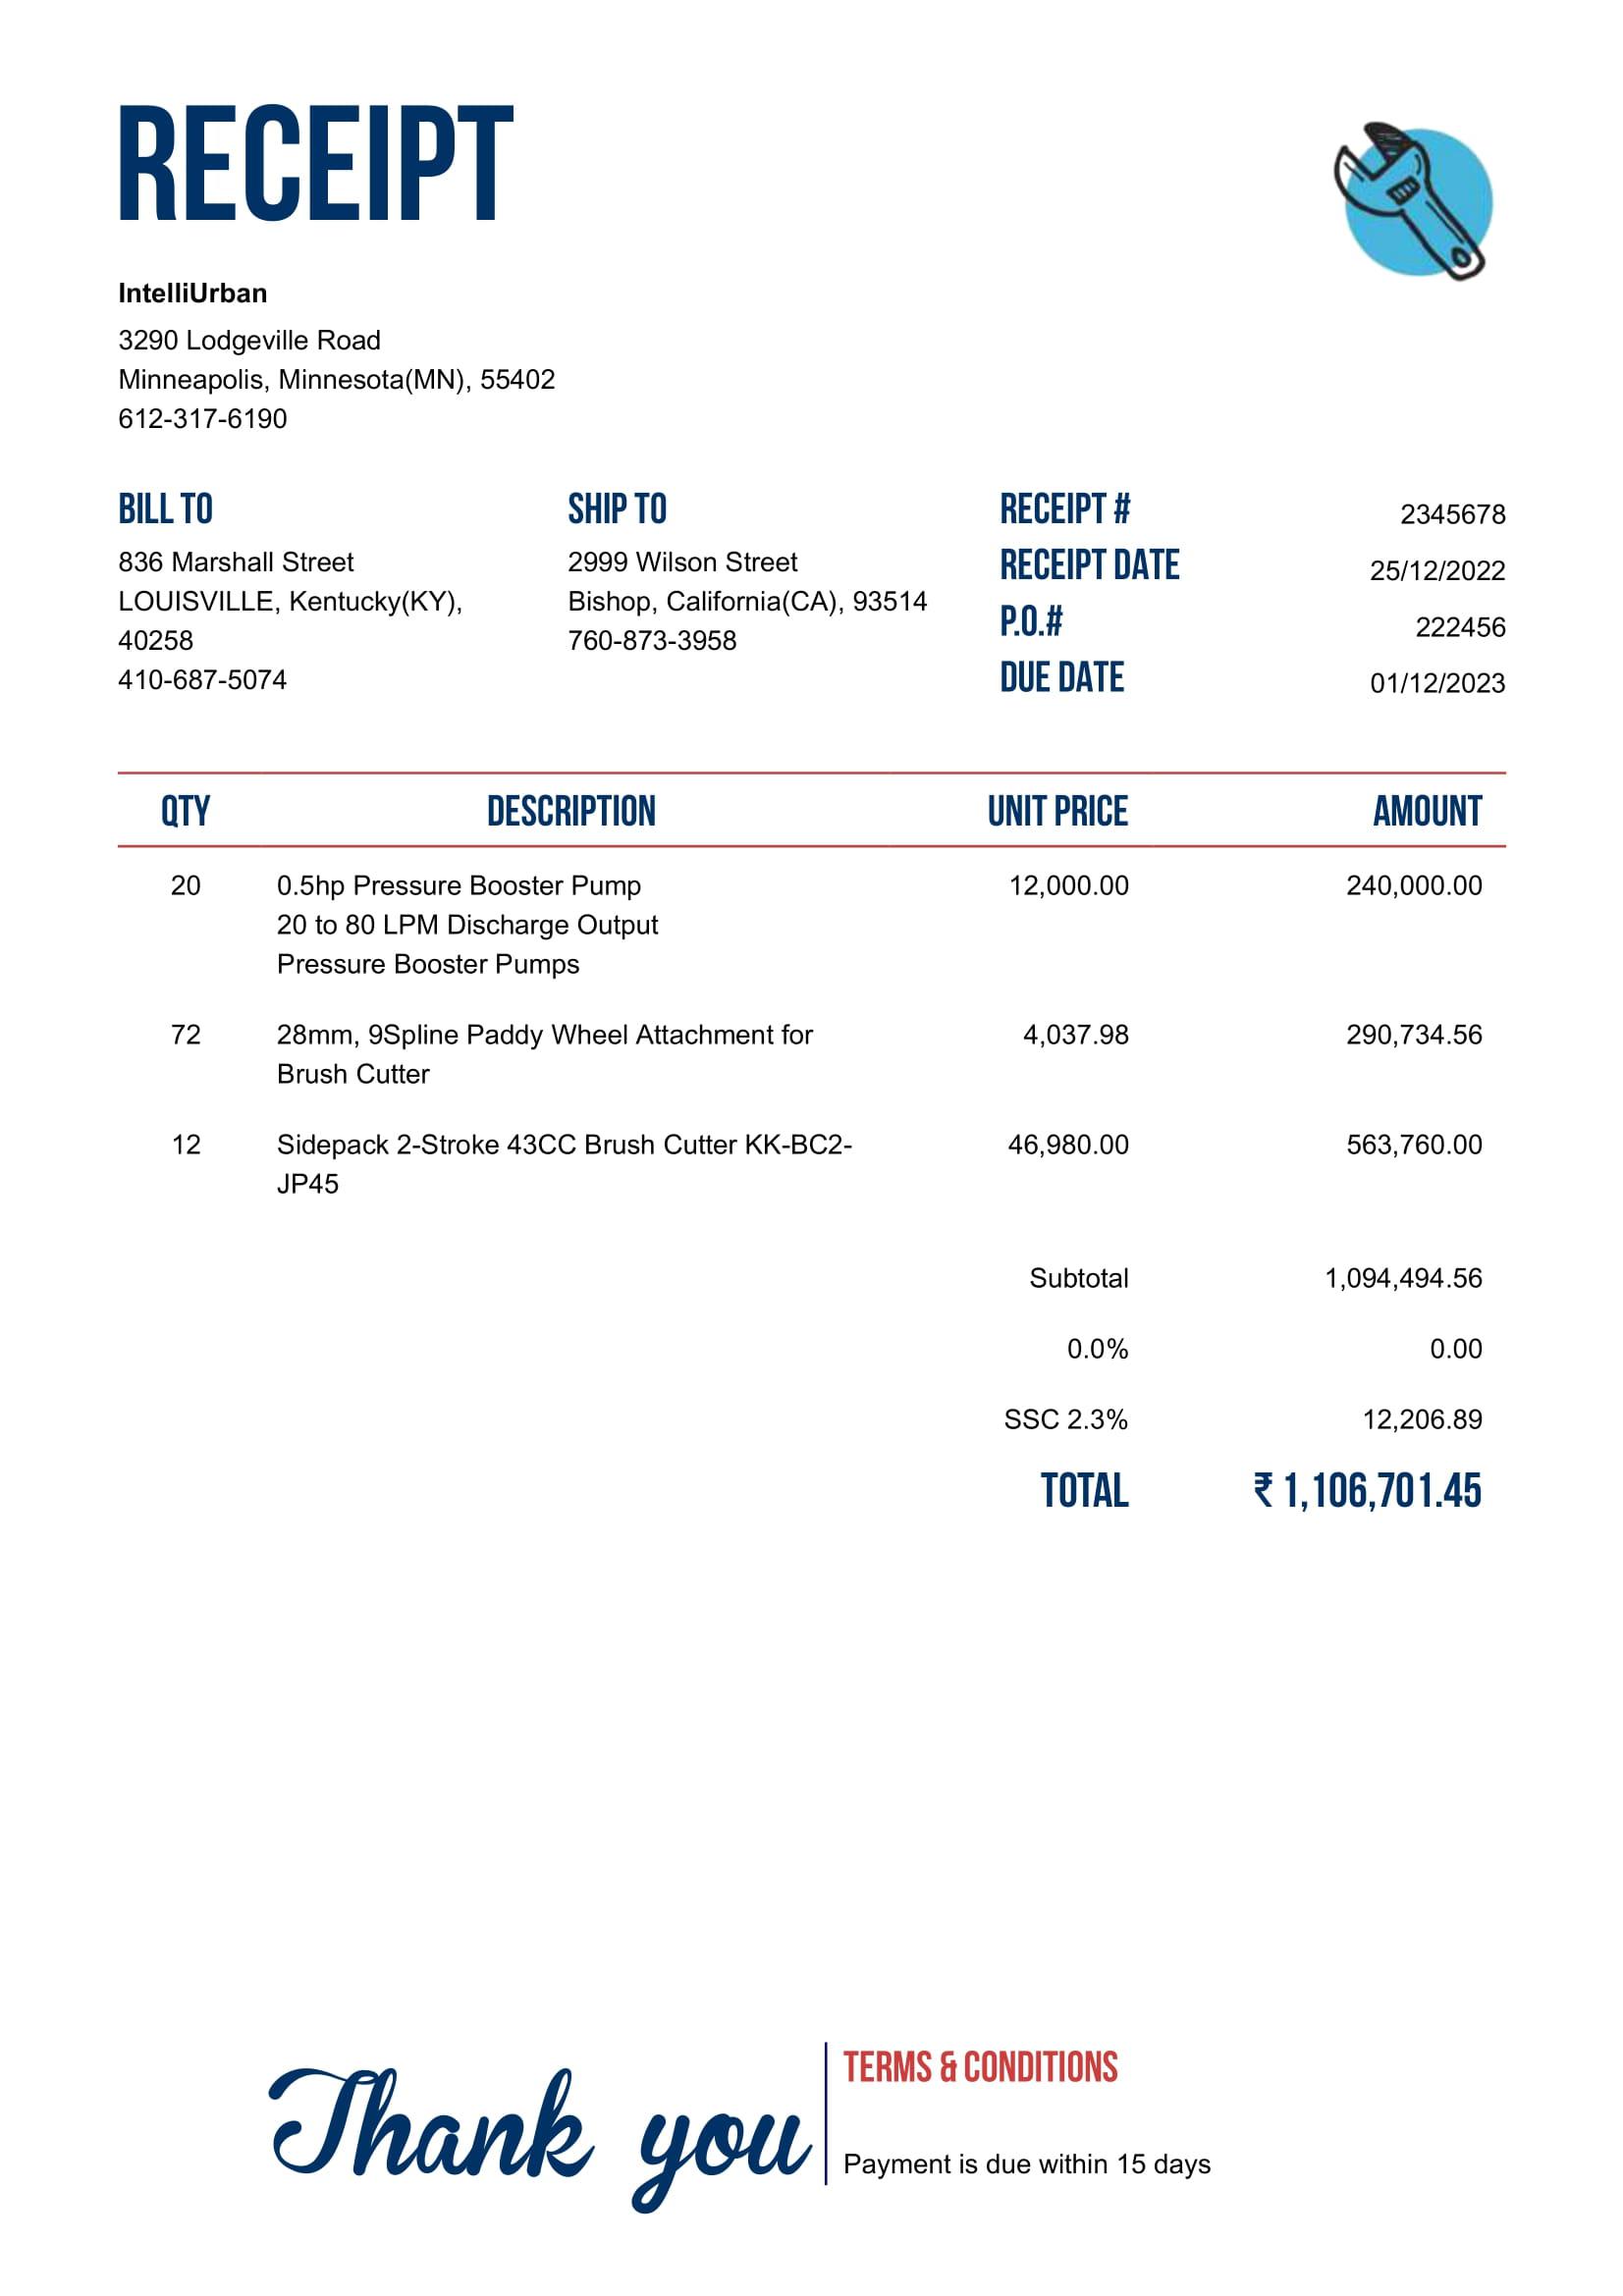 RECEIPT
IntelliUrban
3290 Lodgeville Road
Minneapolis, Minnesota(MN), 55402
612-317-6190
BILL TO
836 Marshall Street
LOUISVILLE, Kentucky(KY),
40258
410-687-5074
SHIP TO
2999 Wilson Street
Bishop, California(CA), 93514
760-873-3958
RECEIPT # 2345678
RECEIPT DATE 25/12/2022
P.O.# 222456
DUE DATE 01/12/2023
QTY DESCRIPTION UNIT PRICE AMOUNT
20 0.5hp Pressure Booster Pump 12,000.00 240,000.00
20 to 80 LPM Discharge Output
Pressure Booster Pumps
72 28mm, 9Spline Paddy Wheel Attachment for 4,037.98 290,734.56
Brush Cutter
12 Sidepack 2-Stroke 43CC Brush Cutter KK-BC2- 46,980.00 563,760.00
JP45
Subtotal 1,094,494.56
0.0% 0.00
SSC 2.3% 12,206.89
TOTAL ₹ 1,106,701.45
Thank you
TERMS & CONDITIONS
Payment is due within 15 days